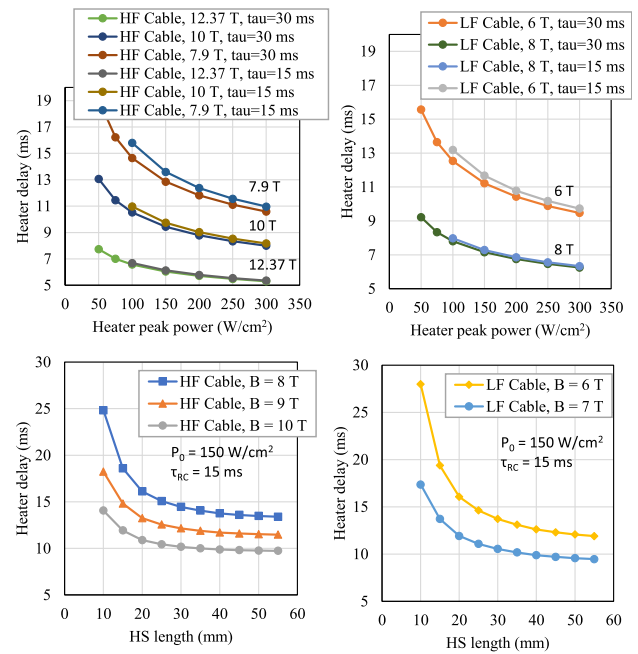 HF Cable, 12.37 T, tau=30 ms
HF Cable, 10 T, tau=30 ms
HF Cable, 7.9 T, tau=30 ms
HF Cable, 12.37 T, tau=15 ms
HF Cable, 10 T, tau=15 ms
HF Cable, 7.9 T, tau=15 ms
19
17
15
13
11
9
7
5
Heater delay (ms)
7.9 T
10 T
12.37 T
0 50 100 150 200 250 300 350
Heater peak power (W/cm²)
LF Cable, 6 T, tau=30 ms
LF Cable, 8 T, tau=30 ms
LF Cable, 8 T, tau=15 ms
LF Cable, 6 T, tau=15 ms
19
17
15
13
11
9
7
5
Heater delay (ms)
6 T
8 T
0 50 100 150 200 250 300 350
Heater peak power (W/cm²)
30
25
20
15
10
5
Heater delay (ms)
HF Cable, B = 8 T
HF Cable, B = 9 T
HF Cable, B = 10 T
P₀ = 150 W/cm²
τRC = 15 ms
0 10 20 30 40 50 60
HS length (mm)
30
25
20
15
10
5
Heater delay (ms)
LF Cable, B = 6 T
LF Cable, B = 7 T
P₀ = 150 W/cm²
τRC = 15 ms
0 10 20 30 40 50 60
HS length (mm)